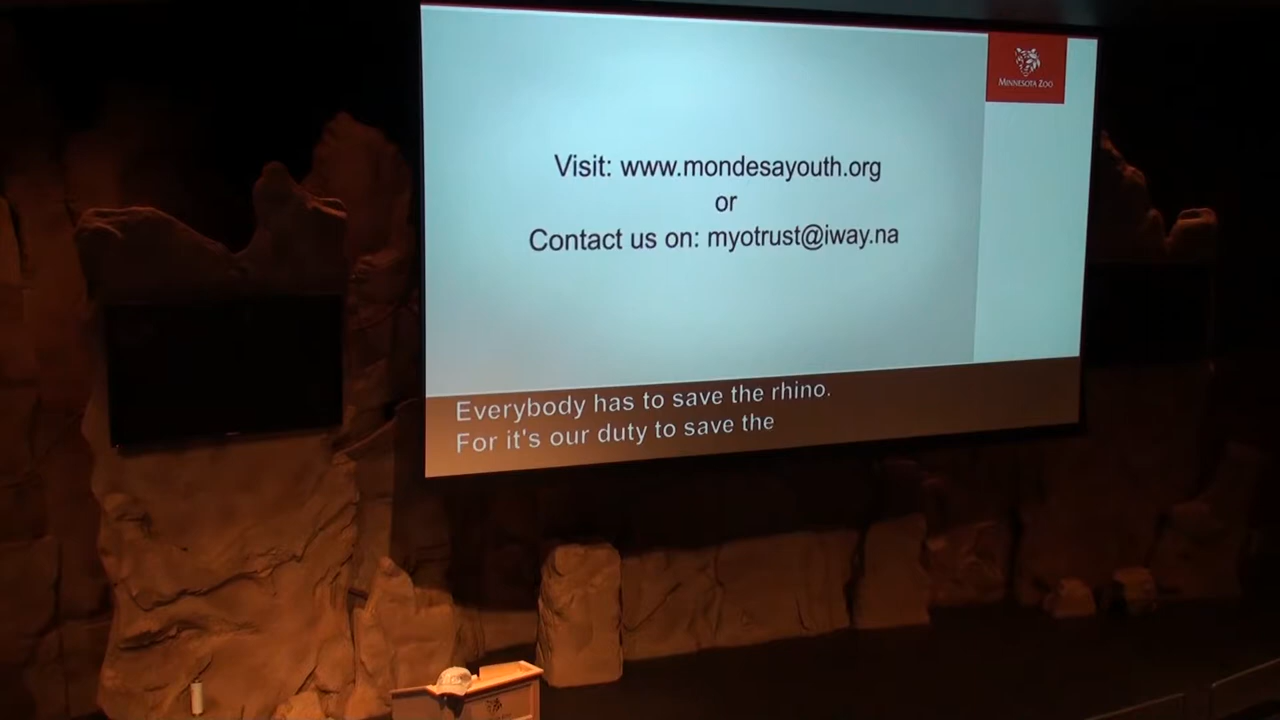 MINNESOTA ZOO
Visit: www.mondesayouth.org
or
Contact us on: myotrust@iway.na
Everybody has to save the rhino.
For it's our duty to save the